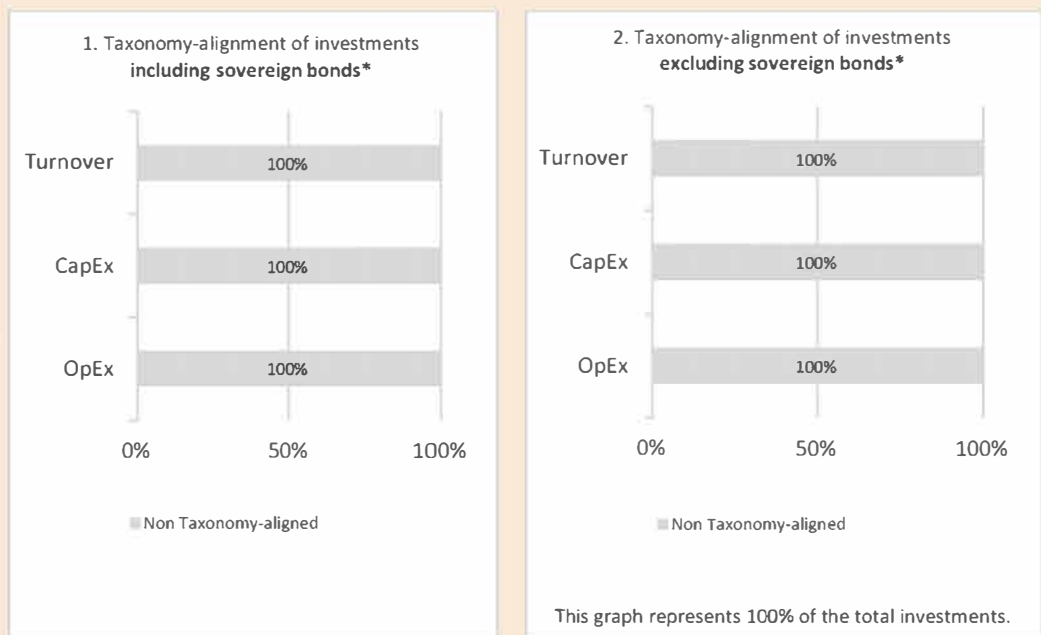 1. Taxonomy-alignment of investments
including sovereign bonds*
Turnover
100%
CapEx
100%
OpEx
100%
0% 50% 100%
Non Taxonomy-aligned
2. Taxonomy-alignment of investments
excluding sovereign bonds*
Turnover
100%
CapEx
100%
OpEx
100%
0% 50% 100%
Non Taxonomy-aligned
This graph represents 100% of the total investments.